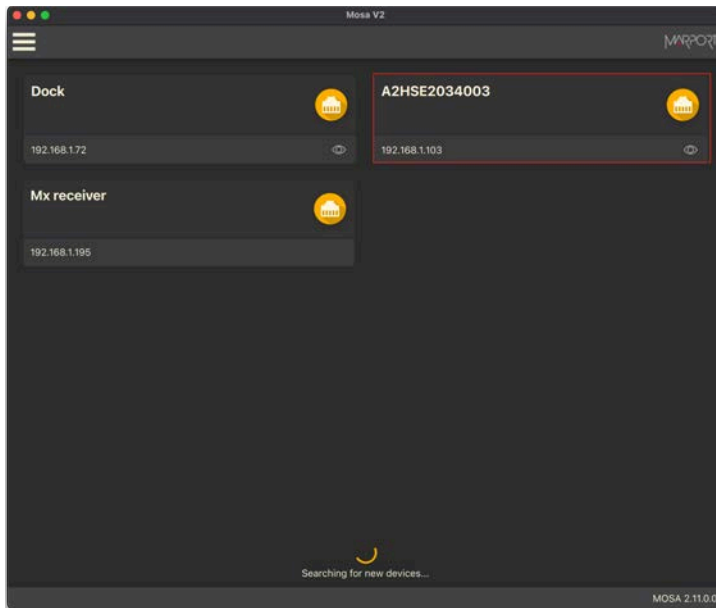 Mosa V2
MARPORT
Dock
192.168.1.72
A2HSE2034003
192.168.1.103
Mx receiver
192.168.1.195
Searching for new devices...
MOSA 2.11.0.0